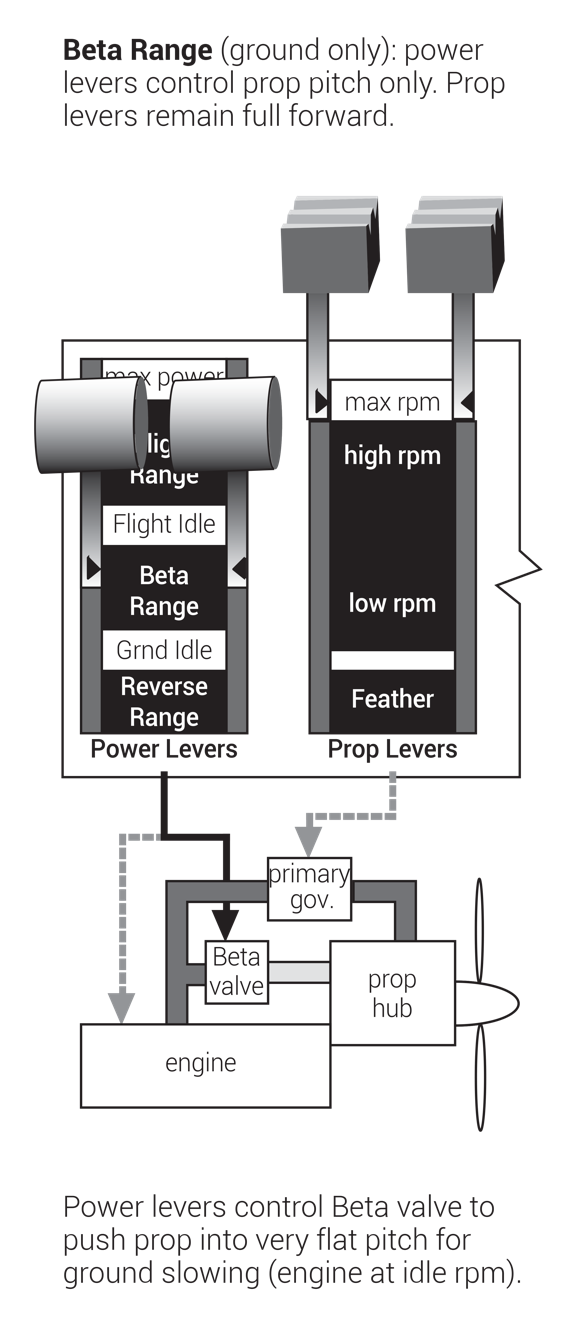 Beta Range (ground only): power
levers control prop pitch only. Prop
levers remain full forward.
max power
Range
Flight Idle
Beta
Range
Grnd Idle
Reverse
Range
Power Levers
max rpm
high rpm
low rpm
Feather
Prop Levers
primary
gov.
Beta
valve
prop
hub
engine
Power levers control Beta valve to
push prop into very flat pitch for
ground slowing (engine at idle rpm).